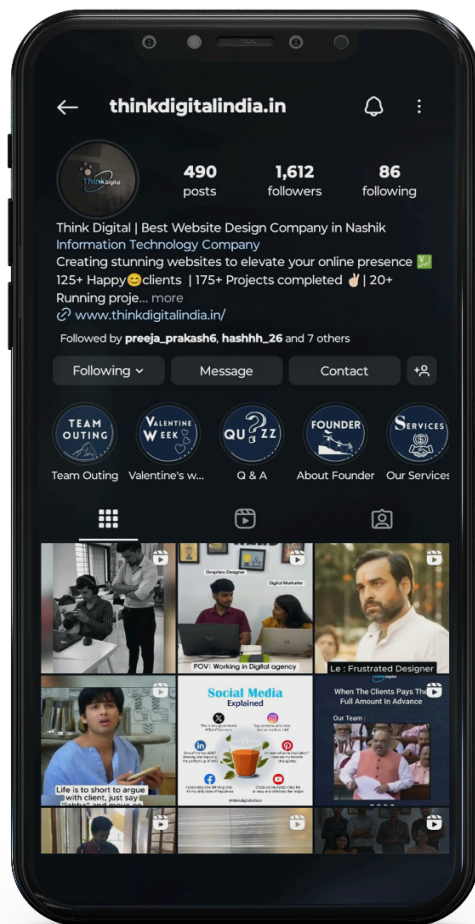 thinkdigitalindia.in
Think Digital
490
posts
1,612
followers
86
following
Think Digital | Best Website Design Company in Nashik
Information Technology Company
Creating stunning websites to elevate your online presence 💹
125+ Happy😊clients | 175+ Projects completed ✌🏻| 20+
Running proje... more
www.thinkdigitalindia.in/
Followed by preeja_prakash6, hashhh_26 and 7 others
Following
Message
Contact
TEAM
OUTING
VALENTINE
WEEK
QU?ZZ
FOUNDER
SERVICES
Team Outing
Valentine's w...
Q & A
About Founder
Our Services
Graphics Designer
Digital Marketer
POV: Working in Digital agency
Le : Frustrated Designer
Life is to short to argue
with client, just say
Social Media
Explained
When The Clients Pays The
Full Amount In Advance
Our Team :